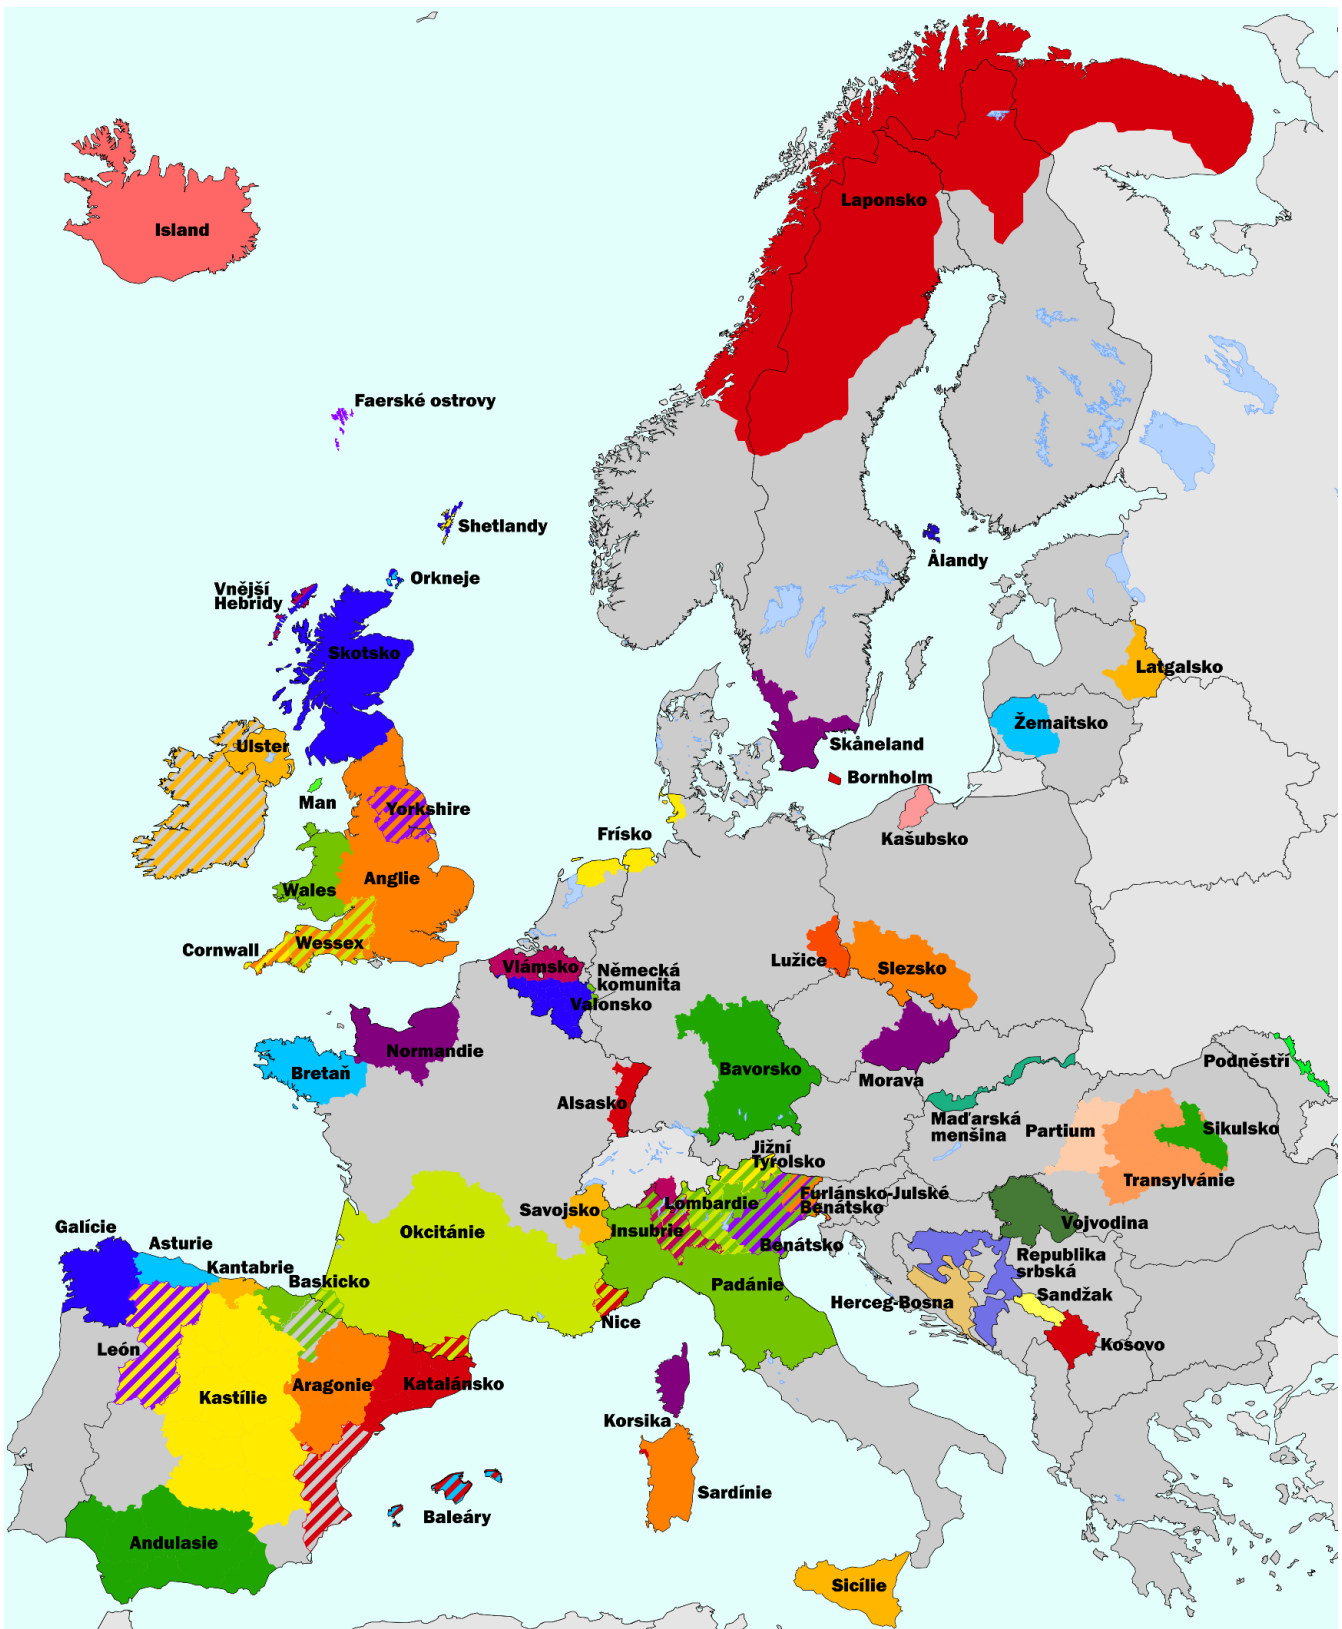 Laponsko
Island
Faerské ostrovy
Shetlandy
Ålandy
Orkneje
Vnější
Hebridy
Skotsko
Latgalsko
Žemaitsko
Ulster
Skåneland
Bornholm
Man
Yorkshire
Frísko
Kašubsko
Anglie
Wales
Cornwall
Wessex
Lužice
Slezsko
Vlámsko
Německá
komunita
Valonsko
Normandie
Bretaň
Bavorsko
Morava
Podněstří
Alsasko
Maďarská
menšina
Partium
Sikulsko
Jižní
Tyrolsko
Transylvánie
Savojsko
Lombardie
Furlánsko-Julské
Benátsko
Okcitánie
Insubrie
Vojvodina
Galície
Asturie
Benátsko
Kantabrie
Baskicko
Padánie
Republika
srbská
Sandžak
Herceg-Bosna
Nice
Kosovo
León
Kastílie
Aragonie
Katalánsko
Korsika
Sardínie
Baleáry
Andulasie
Sicílie